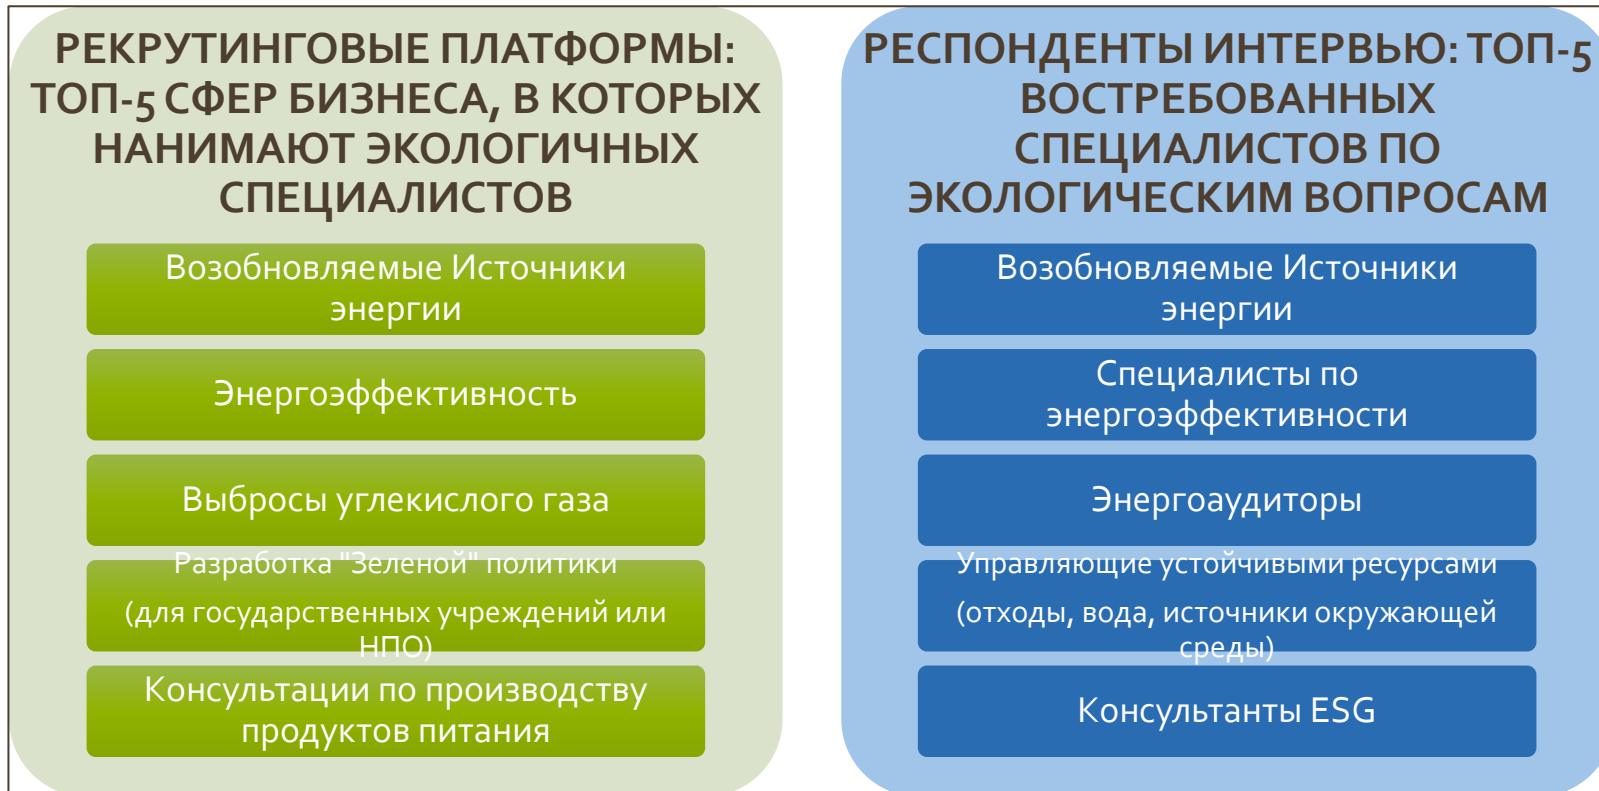 РЕКРУТИНГОВЫЕ ПЛАТФОРМЫ:
ТОП-5 СФЕР БИЗНЕСА, В КОТОРЫХ
НАНИМАЮТ ЭКОЛОГИЧНЫХ
СПЕЦИАЛИСТОВ
Возобновляемые Источники
энергии
Энергоэффективность
Выбросы углекислого газа
Разработка "Зеленой" политики
(для государственных учреждений или
НПО)
Консультации по производству
продуктов питания
РЕСПОНДЕНТЫ ИНТЕРВЬЮ: ТОП-5
ВОСТРЕБОВАННЫХ
СПЕЦИАЛИСТОВ ПО
ЭКОЛОГИЧЕСКИМ ВОПРОСАМ
Возобновляемые Источники
энергии
Специалисты по
энергоэффективности
Энергоаудиторы
Управляющие устойчивыми ресурсами
(отходы, вода, источники окружающей
среды)
Консультанты ESG